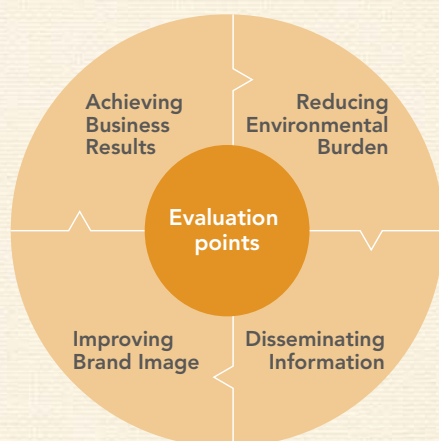 Achieving
Business
Results
Reducing
Environmental
Burden
Evaluation
points
Improving
Brand Image
Disseminating
Information